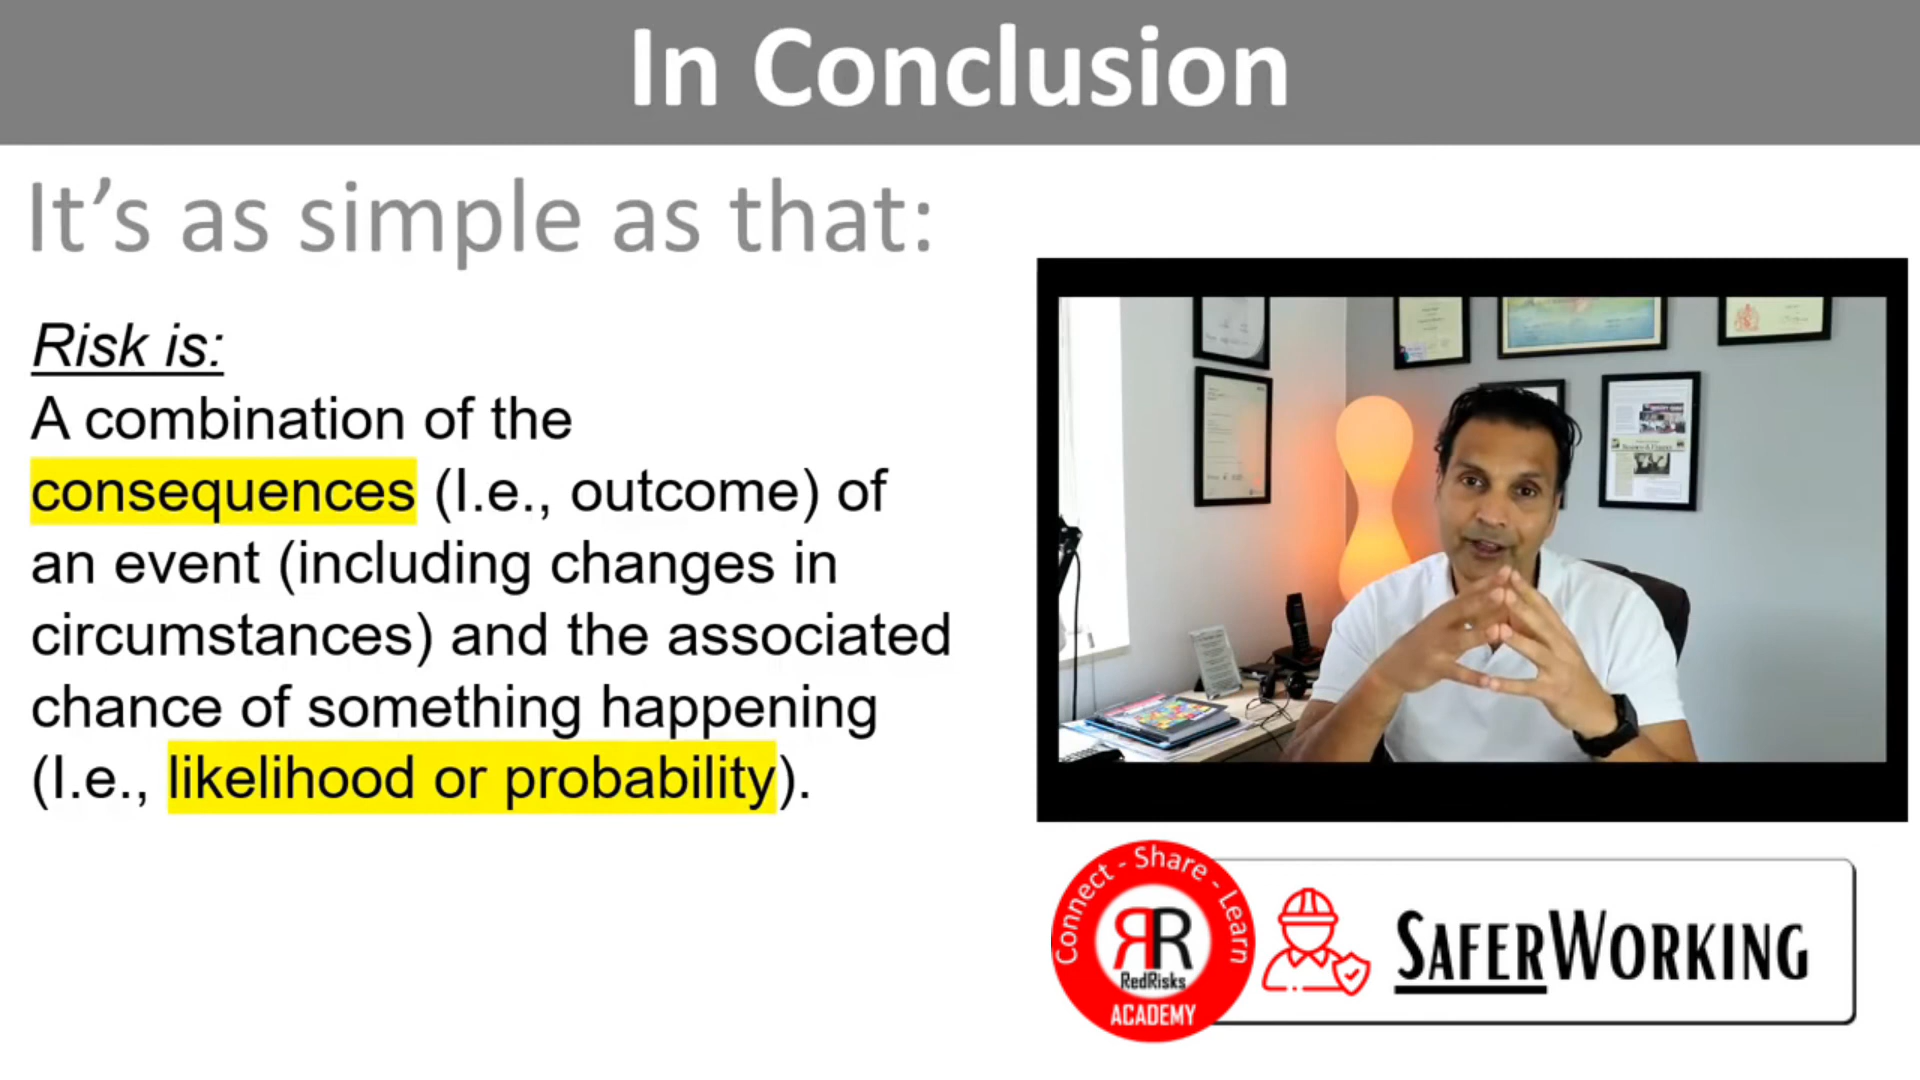 In Conclusion
It's as simple as that:
Risk is:
A combination of the
consequences (I.e., outcome) of
an event (including changes in
circumstances) and the associated
chance of something happening
(I.e., likelihood or probability).
Connect - Share - Learn
RR
RedRisks
ACADEMY
SAFERWORKING